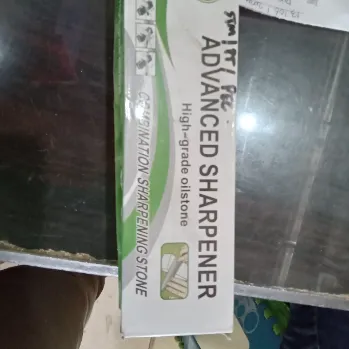 ADVANCED SHARPENER
High-grade oilstone
COMBINATION SHARPENING STONE